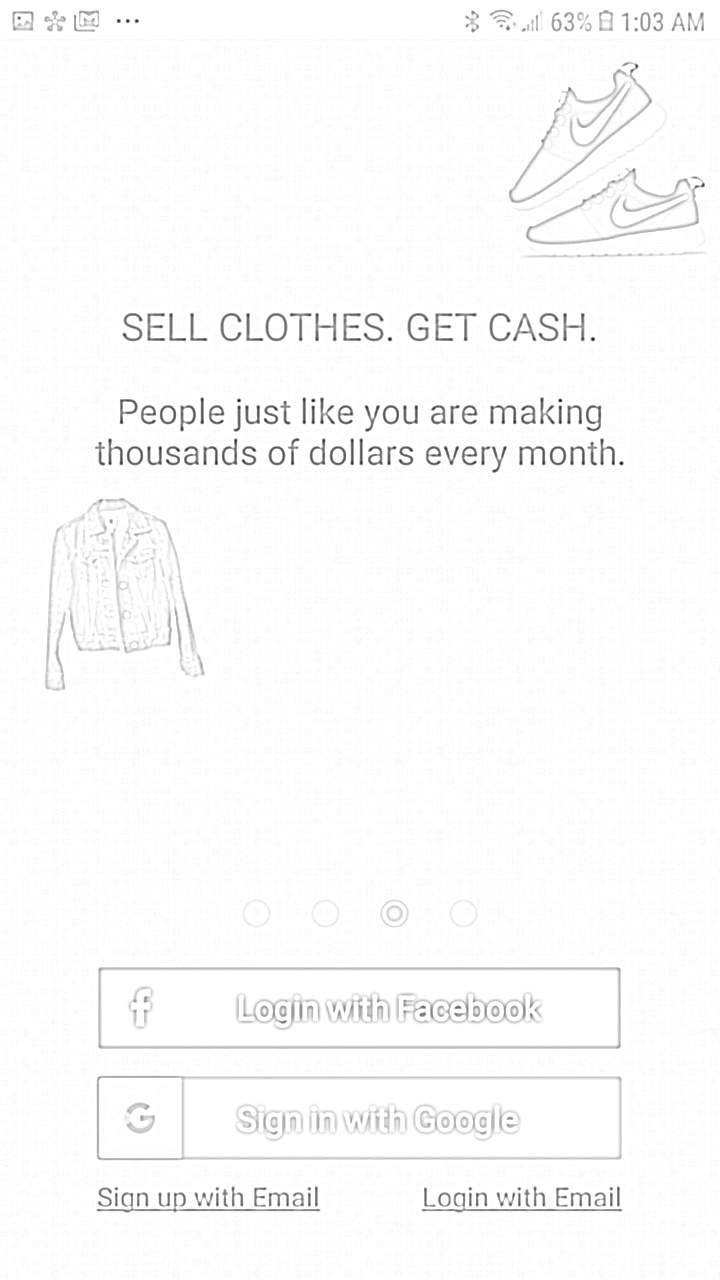 63% 1:03 AM
SELL CLOTHES. GET CASH.
People just like you are making
thousands of dollars every month.
Login with Facebook
Sign in with Google
Sign up with Email Login with Email